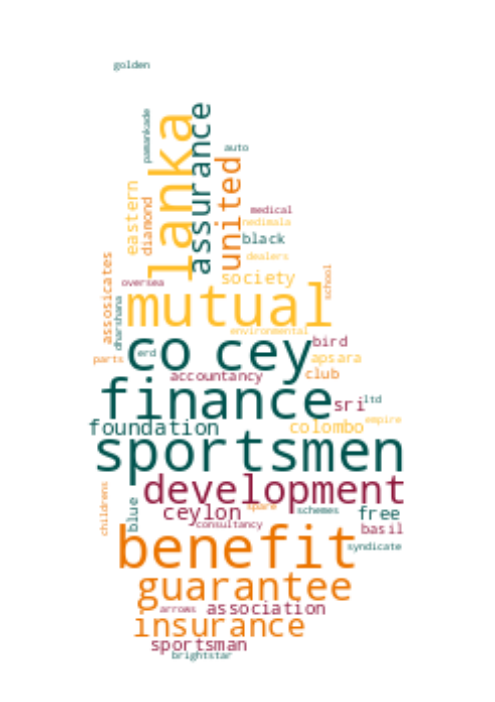 golden
pamankade
lanka
assurance
auto
united
eastern
diamond
medical
nedimala
black
dealers
society
school
assosicates
oversea
dharshana
mutual
environmental
co cey
bird
parts
erd
apsara
accountancy
club
finance
sri
ltd
foundation
colombo
empire
sportsmen
development
childrens
blue
ceylon
spare
schemes
free
consultancy
basil
benefit
syndicate
guarantee
arrows
association
insurance
sportsman
brightstar